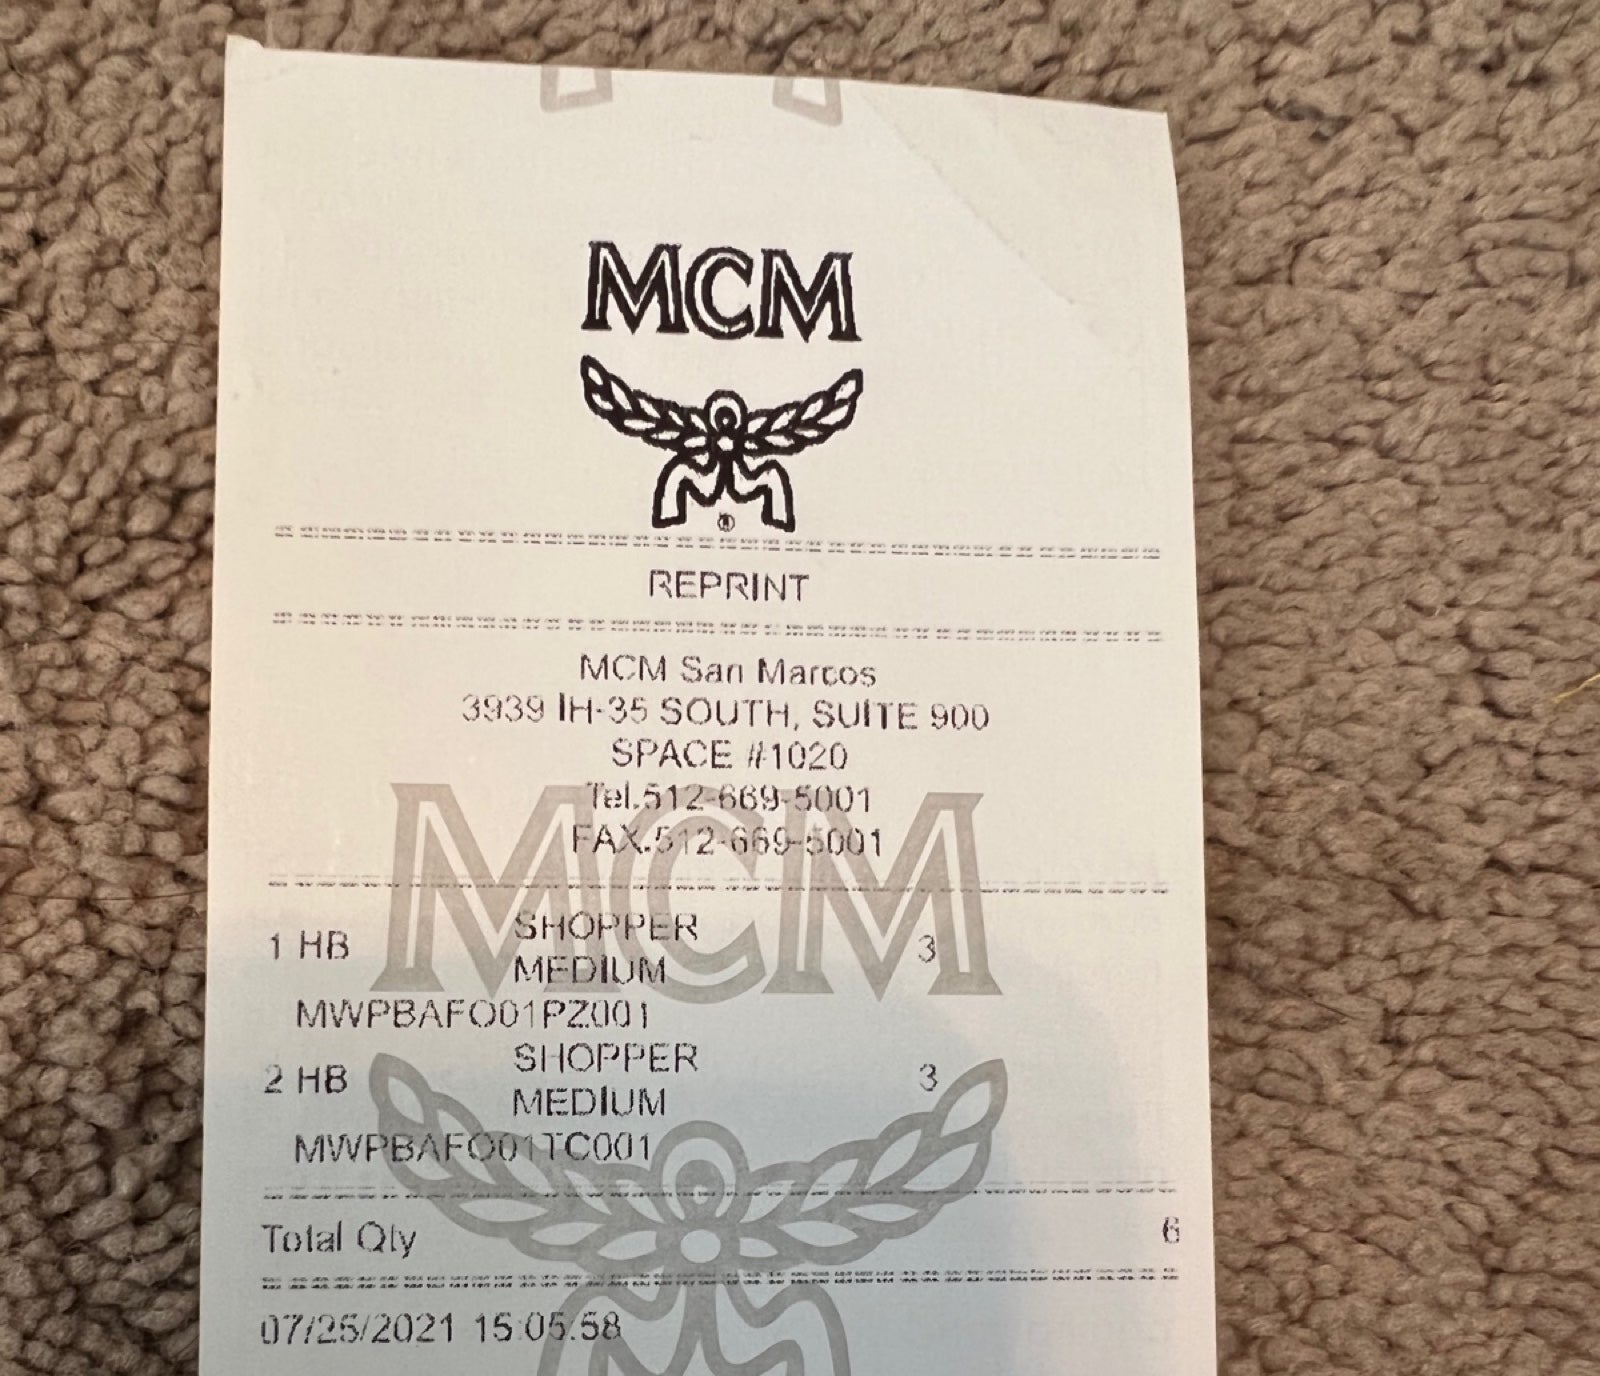 MCM
®
REPRINT
MCM San Marcos
3939 IH-35 SOUTH, SUITE 900
SPACE #1020
Tel.512-669-5001
FAX.512-669-5001
MCM
1 HB SHOPPER MEDIUM 3
MWPBAFO01PZ001
2 HB SHOPPER MEDIUM 3
MWPBAFO01TC001
Total Qty 6
07/25/2021 15:05:58